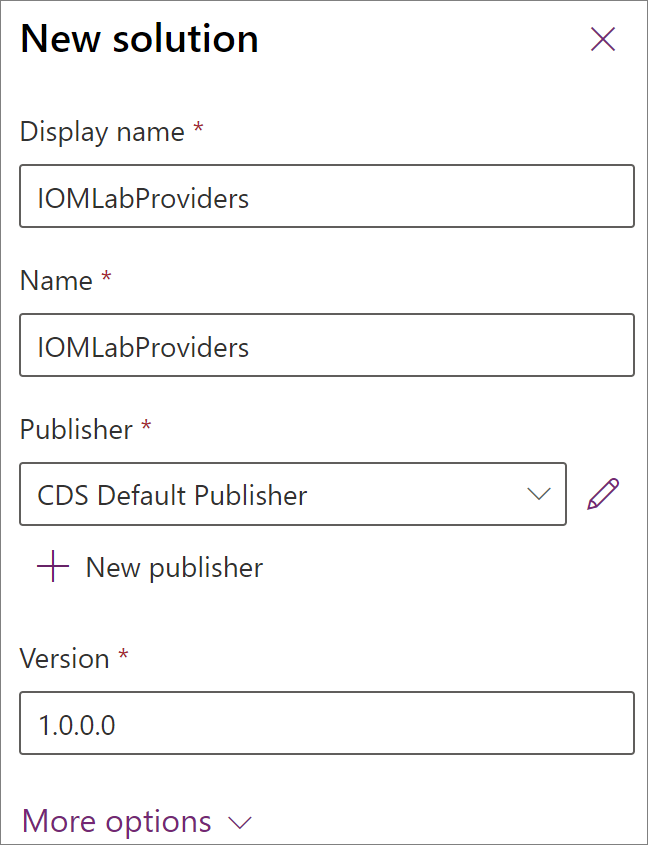 New solution
Display name *
IOMLabProviders
Name *
IOMLabProviders
Publisher *
CDS Default Publisher
New publisher
Version *
1.0.0.0
More options